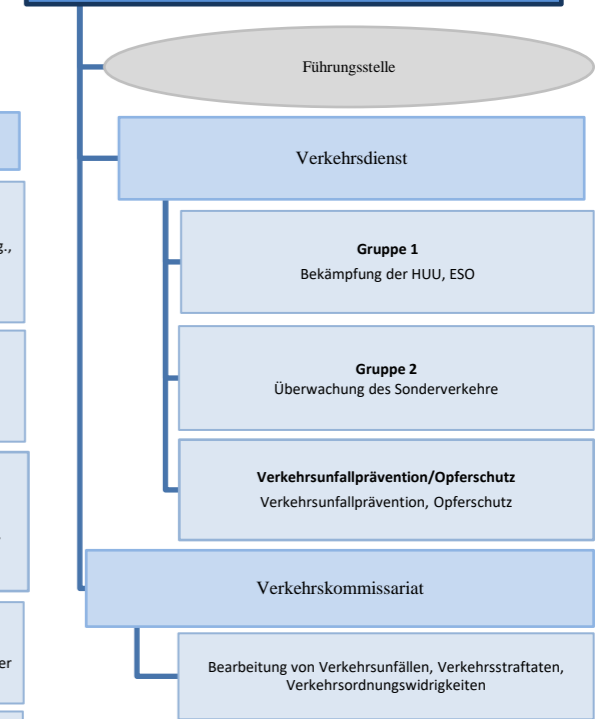 Führungsstelle
Verkehrsdienst
g.,
Gruppe 1
Bekämpfung der HUU, ESO
Gruppe 2
Überwachung des Sonderverkehre
Verkehrsunfallprävention/Opferschutz
Verkehrsunfallprävention, Opferschutz
Verkehrskommissariat
er
Bearbeitung von Verkehrsunfällen, Verkehrsstraftaten,
Verkehrsordnungswidrigkeiten